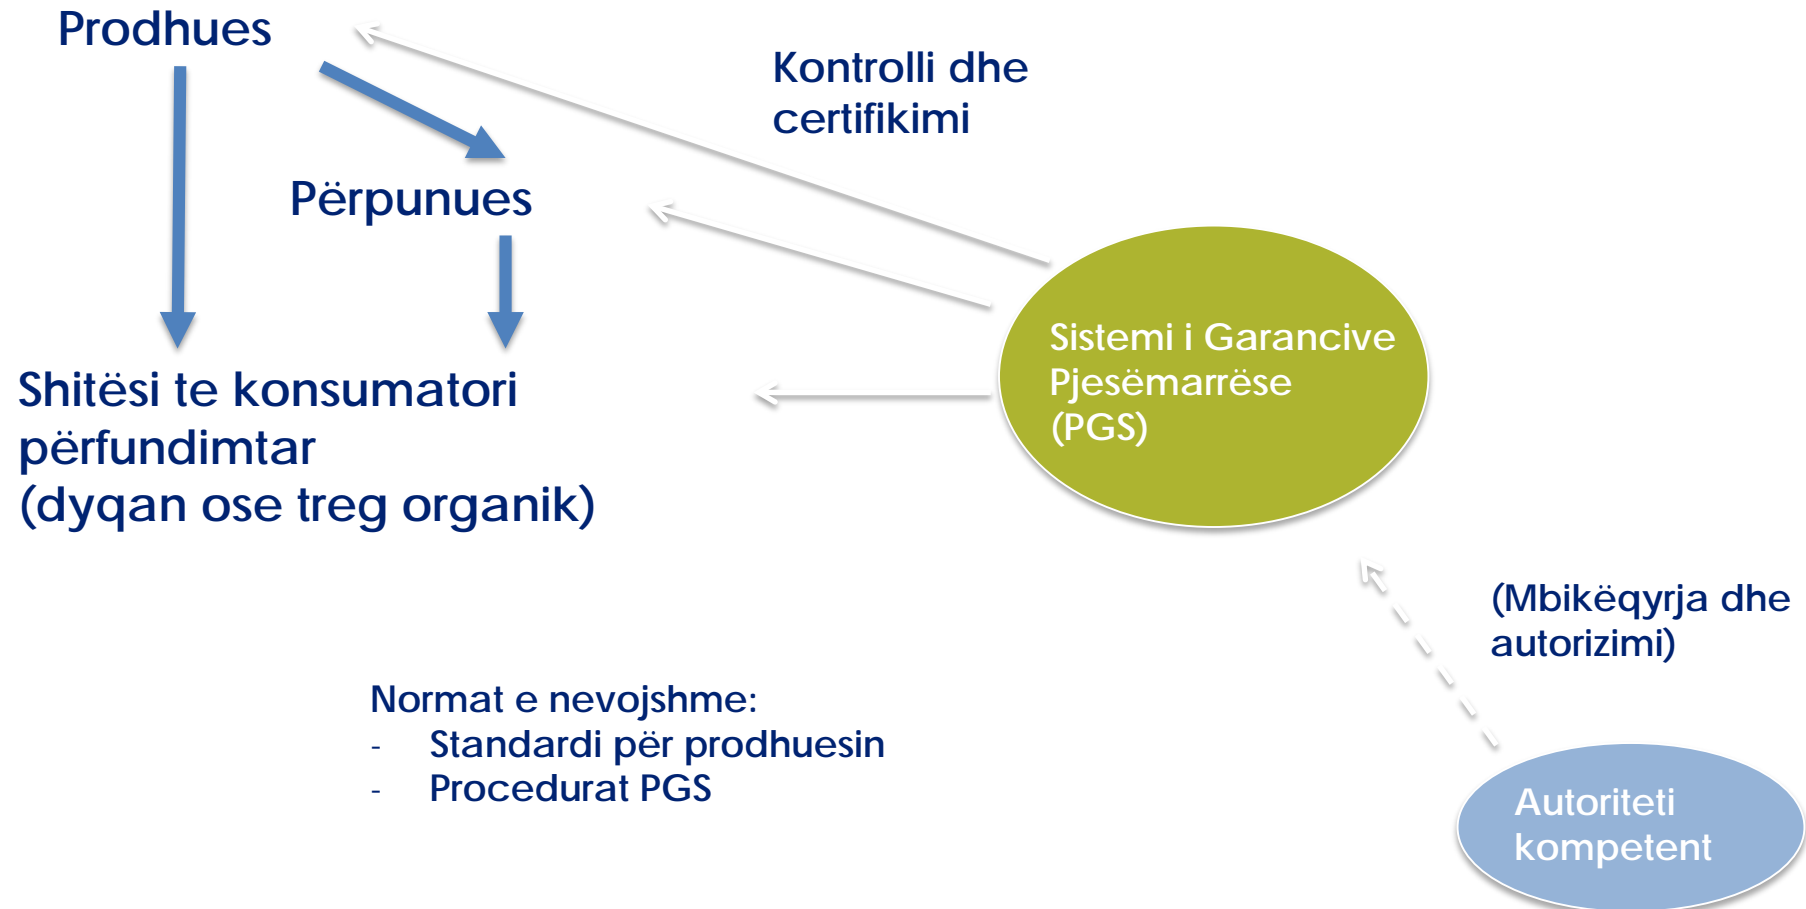 Prodhues
Kontrolli dhe
certifikimi
Përpunues
Sistemi i Garancive
Pjesëmarrëse
(PGS)
Shitësi te konsumatori
përfundimtar
(dyqan ose treg organik)
(Mbikëqyrja dhe
autorizimi)
Normat e nevojshme:
- Standardi për prodhuesin
- Procedurat PGS
Autoriteti
kompetent